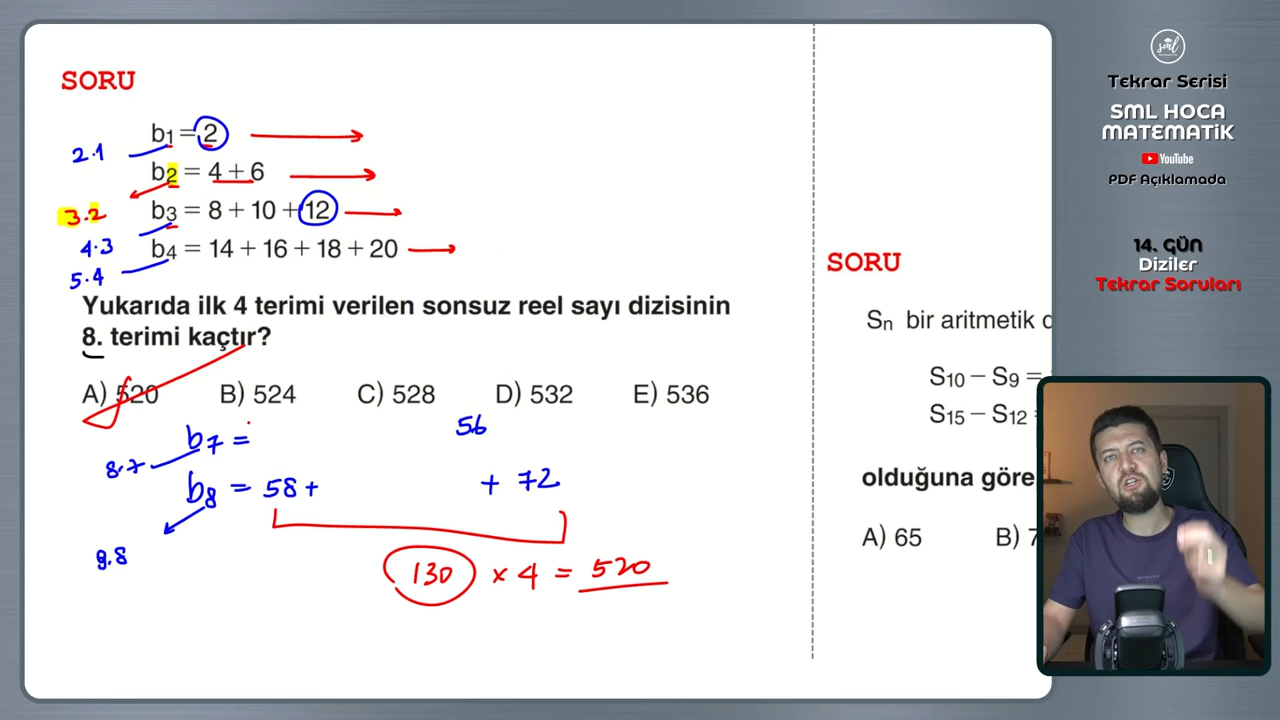 SORU
b1 = 2
2.1
b2 = 4 + 6
3.2
b3 = 8 + 10 + 12
4.3
b4 = 14 + 16 + 18 + 20
5.4
Yukarıda ilk 4 terimi verilen sonsuz reel sayı dizisinin
8. terimi kaçtır?
A) 520 B) 524 C) 528 D) 532 E) 536
b7 = 56
8.7
b8 = 58 + + 72
9.8
130 x 4 = 520
SORU
Sn bir aritmetik d
S10 − S9 =
S15 − S12 =
olduğuna göre
A) 65 B) 7
sml
Tekrar Serisi
SML HOCA
MATEMATİK
YouTube
PDF Açıklamada
14. GÜN
Diziler
Tekrar Soruları